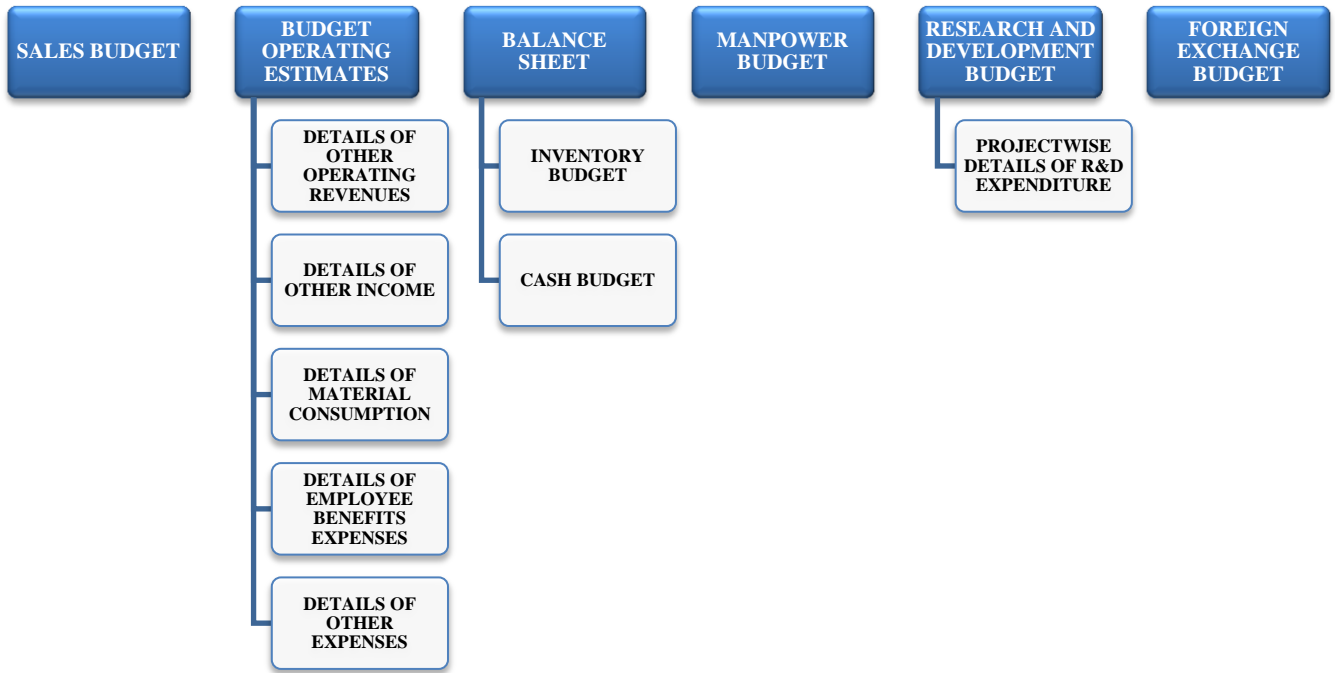 SALES BUDGET
BUDGET
OPERATING
ESTIMATES
DETAILS OF
OTHER
OPERATING
REVENUES
DETAILS OF
OTHER INCOME
DETAILS OF
MATERIAL
CONSUMPTION
DETAILS OF
EMPLOYEE
BENEFITS
EXPENSES
DETAILS OF
OTHER
EXPENSES
BALANCE
SHEET
INVENTORY
BUDGET
CASH BUDGET
MANPOWER
BUDGET
RESEARCH AND
DEVELOPMENT
BUDGET
PROJECTWISE
DETAILS OF R&D
EXPENDITURE
FOREIGN
EXCHANGE
BUDGET